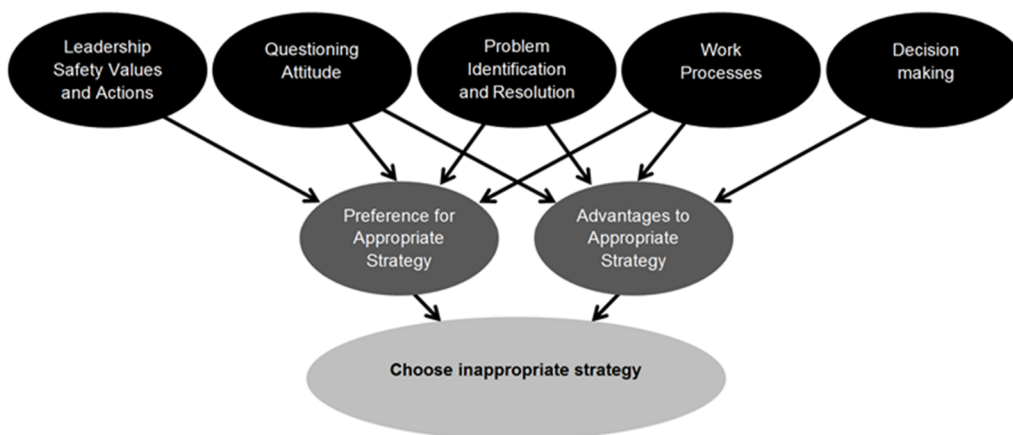 Leadership
Safety Values
and Actions
Questioning
Attitude
Problem
Identification
and Resolution
Work
Processes
Decision
making
Preference for
Appropriate
Strategy
Advantages to
Appropriate
Strategy
Choose inappropriate strategy